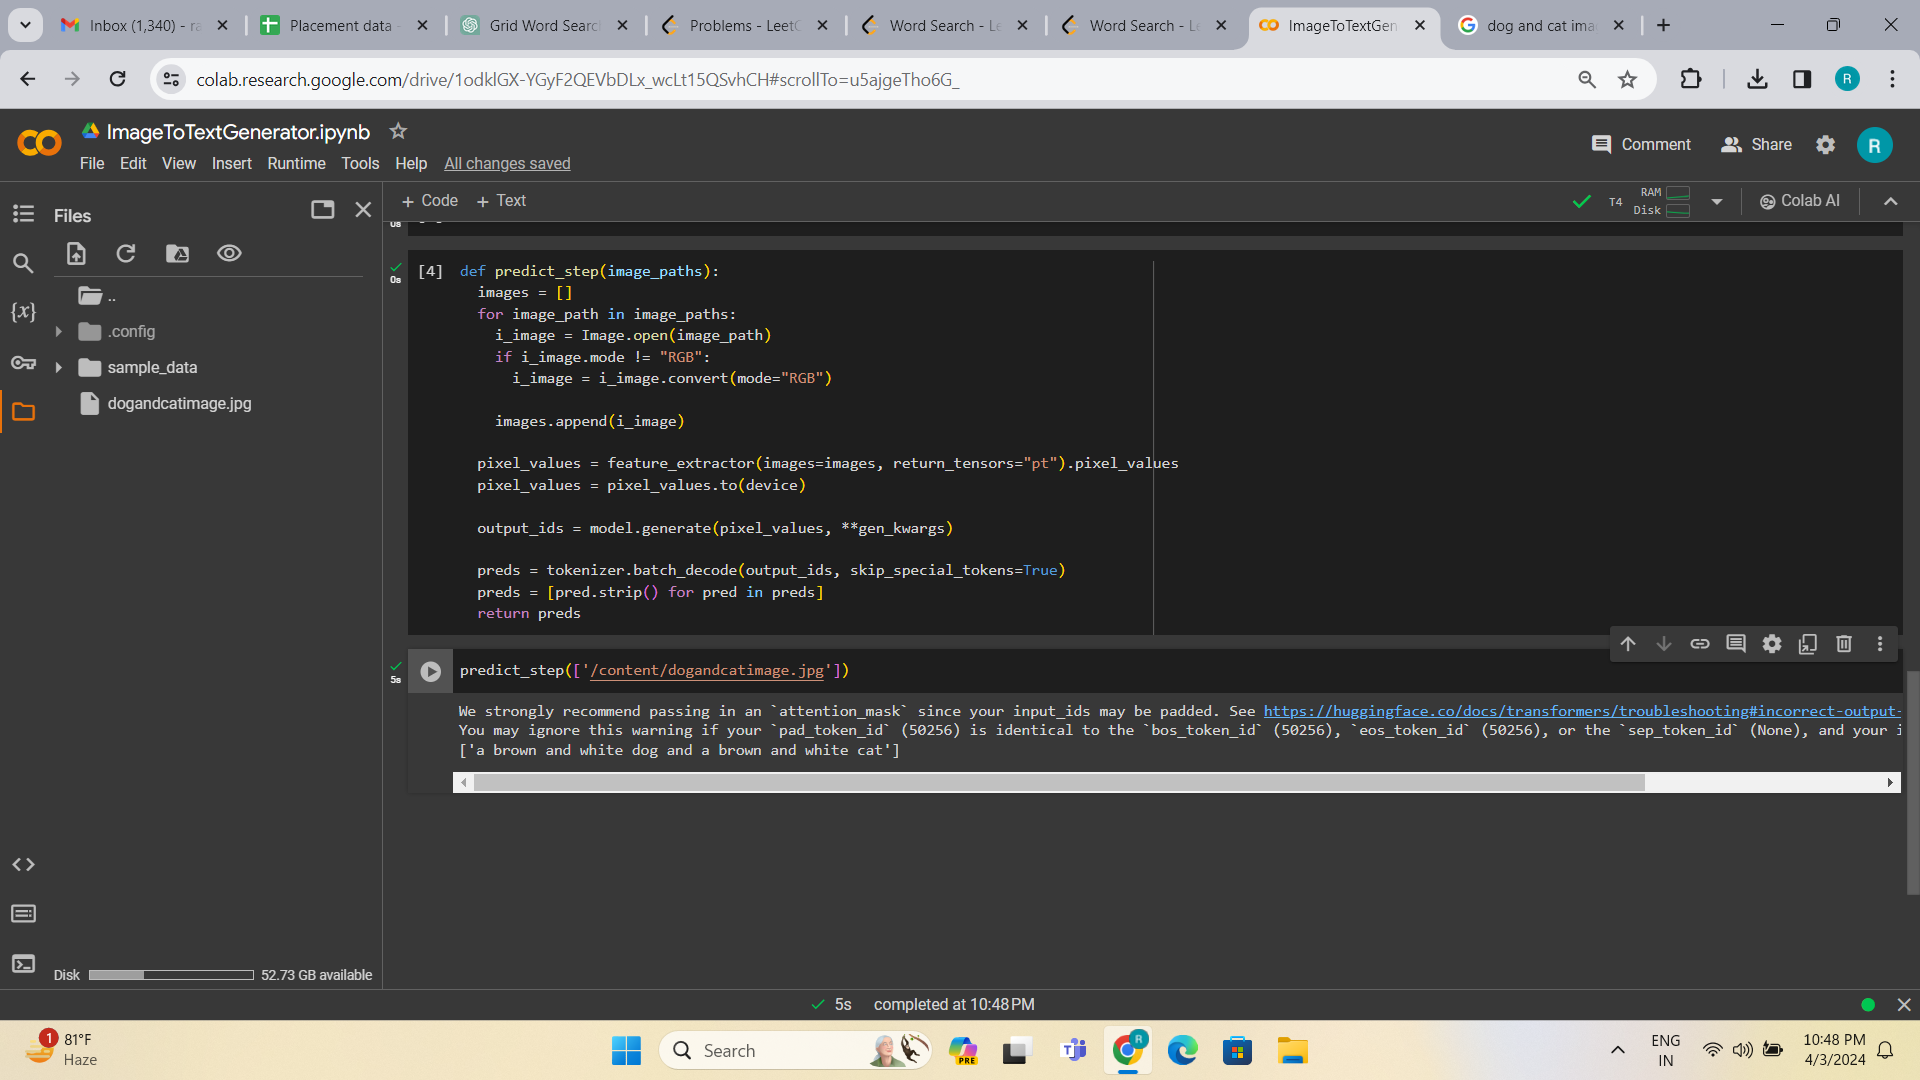 Inbox (1,340) - ra
Placement data -
Grid Word Searc
Problems - LeetC
Word Search - Le
Word Search - Le
ImageToTextGen
dog and cat ima
colab.research.google.com/drive/1odklGX-YGyF2QEVbDLx_wcLt15QSvhCH#scrollTo=u5ajgeTho6G_
R
CO
ImageToTextGenerator.ipynb
File Edit View Insert Runtime Tools Help All changes saved
Comment Share R
Files
+ Code + Text
T4 RAM Disk Colab AI
..
.config
sample_data
dogandcatimage.jpg
{x}
Disk 52.73 GB available
0s
0s
[4] def predict_step(image_paths):
images = []
for image_path in image_paths:
i_image = Image.open(image_path)
if i_image.mode != "RGB":
i_image = i_image.convert(mode="RGB")
images.append(i_image)
pixel_values = feature_extractor(images=images, return_tensors="pt").pixel_values
pixel_values = pixel_values.to(device)
output_ids = model.generate(pixel_values, **gen_kwargs)
preds = tokenizer.batch_decode(output_ids, skip_special_tokens=True)
preds = [pred.strip() for pred in preds]
return preds
5s
predict_step(['/content/dogandcatimage.jpg'])
We strongly recommend passing in an `attention_mask` since your input_ids may be padded. See https://huggingface.co/docs/transformers/troubleshooting#incorrect-output-
You may ignore this warning if your `pad_token_id` (50256) is identical to the `bos_token_id` (50256), `eos_token_id` (50256), or the `sep_token_id` (None), and your i
['a brown and white dog and a brown and white cat']
5s completed at 10:48 PM
1
81°F
Haze
Search
PRE
R
ENG
IN
10:48 PM
4/3/2024